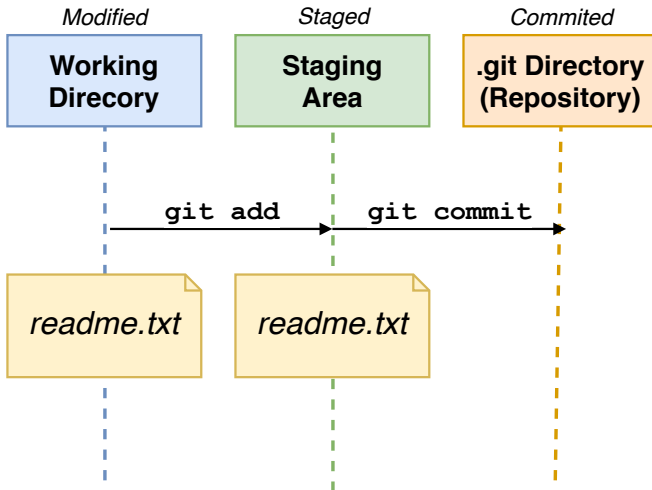 Modified
Staged
Commited
Working
Direcory
Staging
Area
.git Directory
(Repository)
git add
git commit
readme.txt
readme.txt